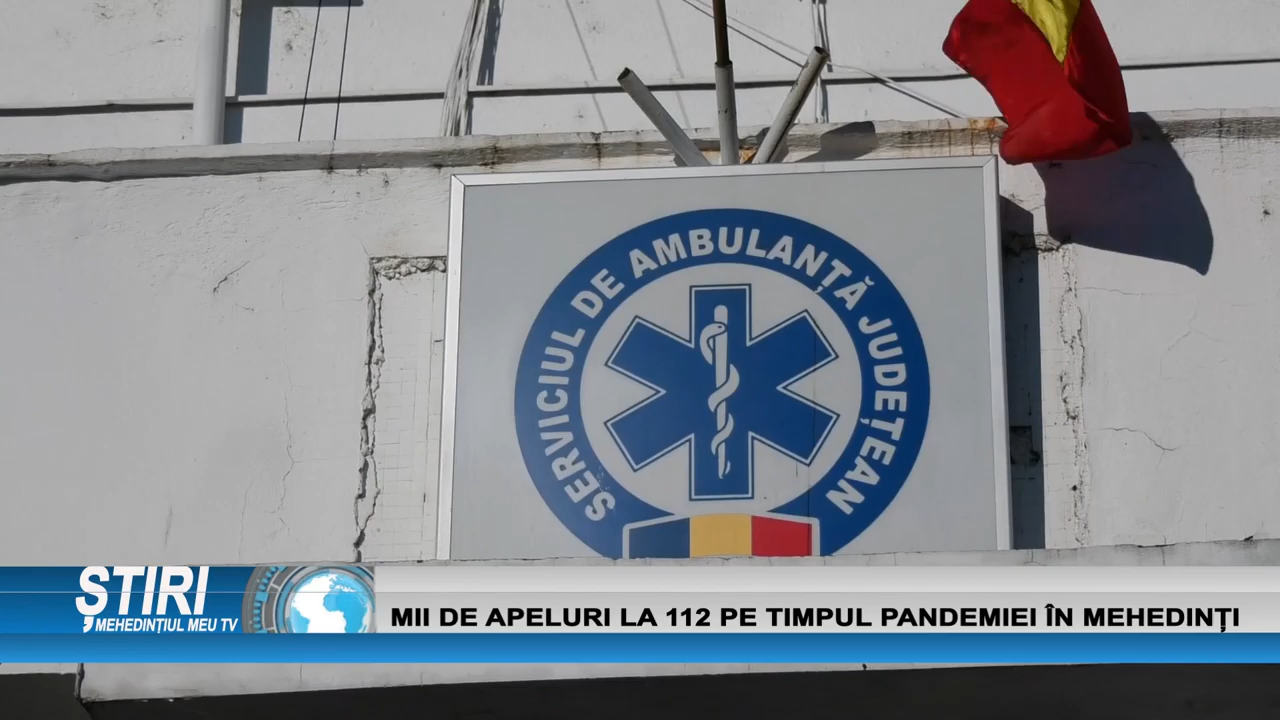 SERVICIUL DE AMBULANȚĂ JUDEȚEAN
ȘTIRI
MEHEDINȚIUL MEU TV
MII DE APELURI LA 112 PE TIMPUL PANDEMIEI ÎN MEHEDINȚI